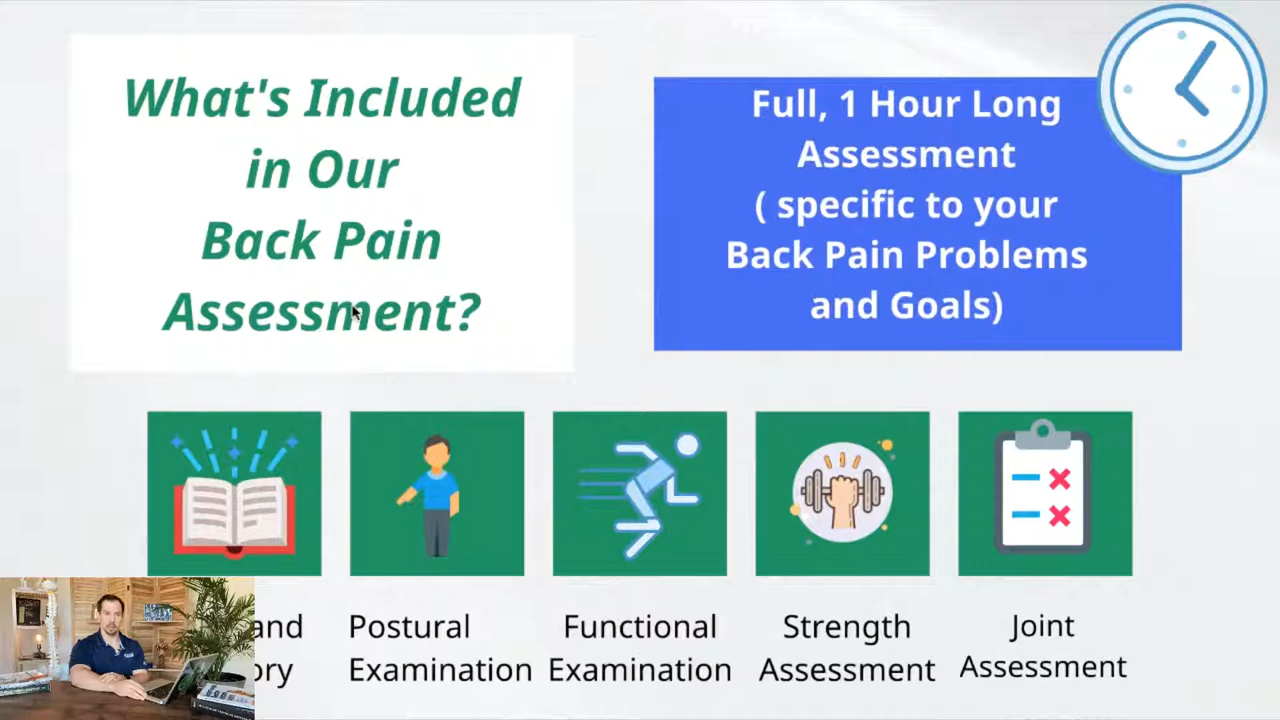 What's Included
in Our
Back Pain
Assessment?
Full, 1 Hour Long
Assessment
( specific to your
Back Pain Problems
and Goals)
and
ory
Postural
Examination
Functional
Examination
Strength
Assessment
Joint
Assessment